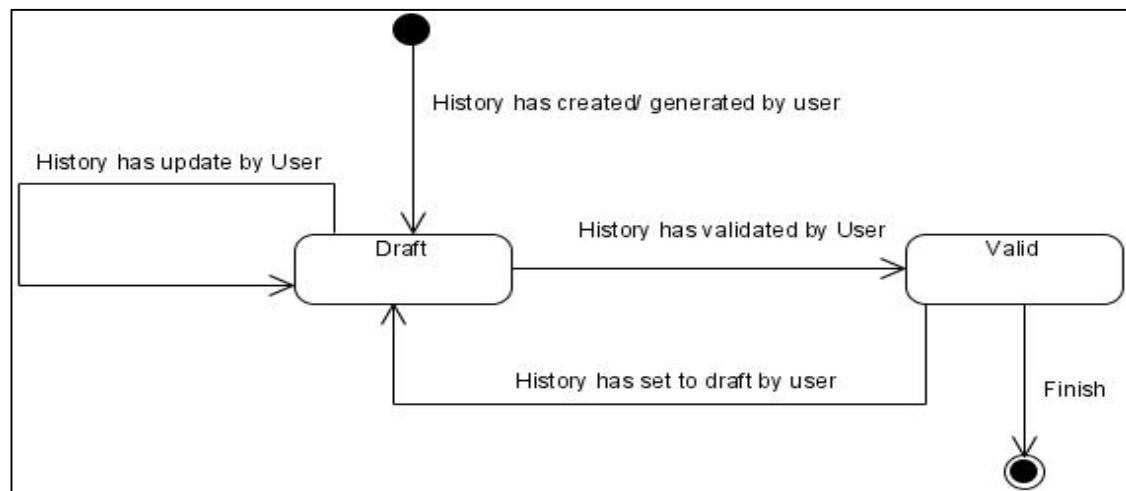 History has created/ generated by user
History has update by User
History has validated by User
Draft
Valid
History has set to draft by user
Finish